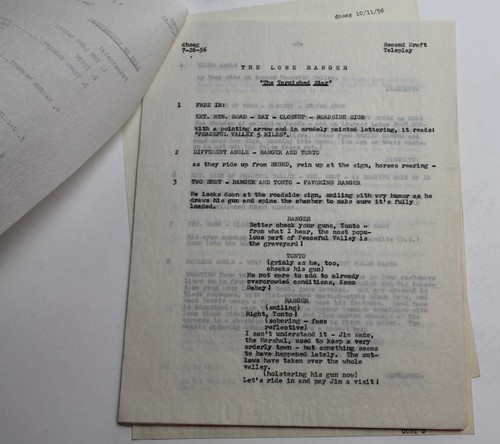 dhomg 10/11/56
dhomg
7-26-56
Second Draft
Teleplay
THE LONE RANGER
"The Tarnished Star"
1 FADE IN:
EXT. MTN. ROAD - DAY - CLOSEUP - ROADSIDE SIGN
With a pointing arrow and in crudely painted lettering, it reads:
"PEACEFUL VALLEY 5 MILES".
2 DIFFERENT ANGLE - RANGER AND TONTO
as they ride up from BKGND, rein up at the sign, horses rearing -
3 TWO SHOT - RANGER AND TONTO - FAVORING RANGER
He looks down at the roadside sign, smiling with wry humor as he
draws his gun and spins the chamber to make sure it's fully
loaded.
RANGER
Better check your guns, Tonto -
from what I hear, the most popu-
lous part of Peaceful Valley is
the graveyard!
TONTO
(grimly as he, too,
checks his gun)
We not care to add to already
overcrowded conditions, Kemo
Sabey!
RANGER
(smiling)
Right, Tonto!
(sobering - face
reflective)
I can't understand it - Jim Wade,
the Marshal, used to keep a very
orderly town - but something seems
to have happened lately. The out-
laws have taken over the whole
valley.
(holstering his gun now)
Let's ride in and pay Jim a visit!